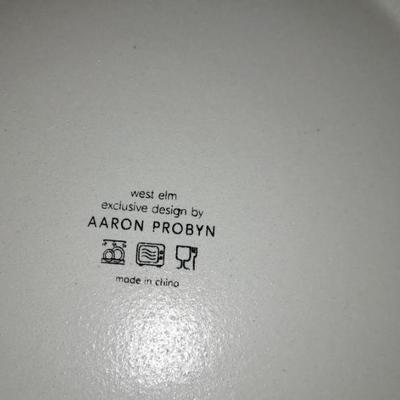 west elm
exclusive design by
AARON PROBYN
made in china